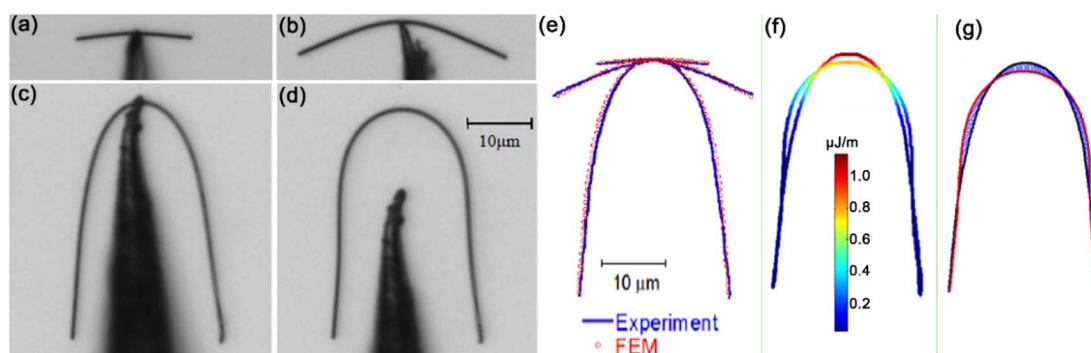 (a)
(b)
(c)
(d)
10μm
(e)
10 μm
Experiment
FEM
(f)
μJ/m
1.0
0.8
0.6
0.4
0.2
(g)